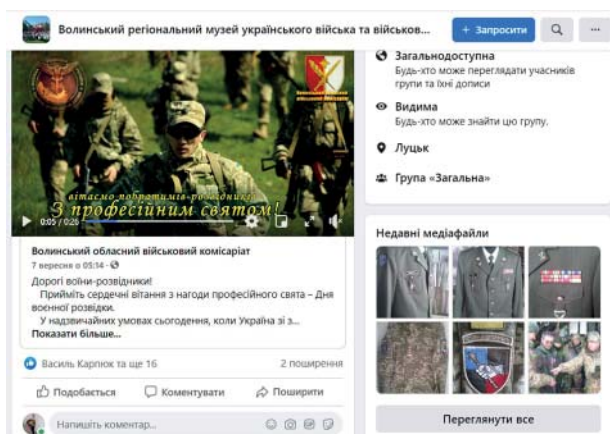 Волинський регіональний музей українського війська та військов...
+ Запросити
вітаємо побратимів-розвідників
З професійним святом!
0:05 / 0:26
Волинський обласний військовий комісаріат
7 вересня о 05:14
Дорогі воїни-розвідники!
Прийміть сердечні вітання з нагоди професійного свята – Дня
воєнної розвідки.
У надзвичайних умовах сьогодення, коли Україна зі з...
Показати більше...
Василь Карпюк та ще 16
2 поширення
Подобається
Коментувати
Поширити
Напишіть коментар...
Загальнодоступна
Будь-хто може переглядати учасників
групи та їхні дописи
Видима
Будь-хто може знайти цю групу.
Луцьк
Група «Загальна»
Недавні медіафайли
Переглянути все